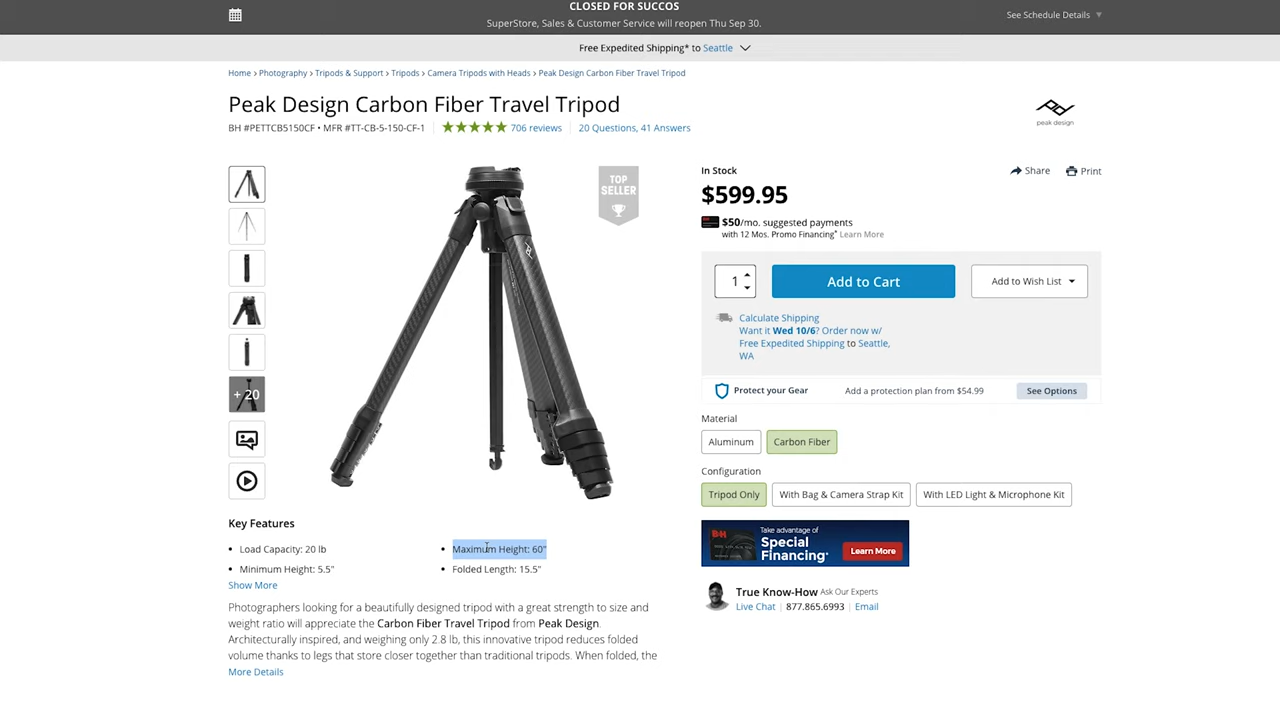 CLOSED FOR SUCCOS
SuperStore, Sales & Customer Service will reopen Thu Sep 30.
See Schedule Details ▼
Free Expedited Shipping* to Seattle
Home › Photography › Tripods & Support › Tripods › Camera Tripods with Heads › Peak Design Carbon Fiber Travel Tripod
Peak Design Carbon Fiber Travel Tripod
BH #PETTCB5150CF • MFR #TT-CB-5-150-CF-1
706 reviews
20 Questions, 41 Answers
peak design
TOP
SELLER
+ 20
In Stock
Share
Print
$599.95
$50/mo. suggested payments
with 12 Mos. Promo Financing* Learn More
1
Add to Cart
Add to Wish List
Calculate Shipping
Want it Wed 10/6? Order now w/
Free Expedited Shipping to Seattle,
WA
Protect your Gear
Add a protection plan from $54.99
See Options
Material
Aluminum
Carbon Fiber
Configuration
Tripod Only
With Bag & Camera Strap Kit
With LED Light & Microphone Kit
BH
Take advantage of
Special
Financing*
Learn More
True Know-How Ask Our Experts
Live Chat | 877.865.6993 | Email
Key Features
• Load Capacity: 20 lb
• Maximum Height: 60"
• Minimum Height: 5.5"
• Folded Length: 15.5"
Show More
Photographers looking for a beautifully designed tripod with a great strength to size and
weight ratio will appreciate the Carbon Fiber Travel Tripod from Peak Design.
Architecturally inspired, and weighing only 2.8 lb, this innovative tripod reduces folded
volume thanks to legs that store closer together than traditional tripods. When folded, the
More Details